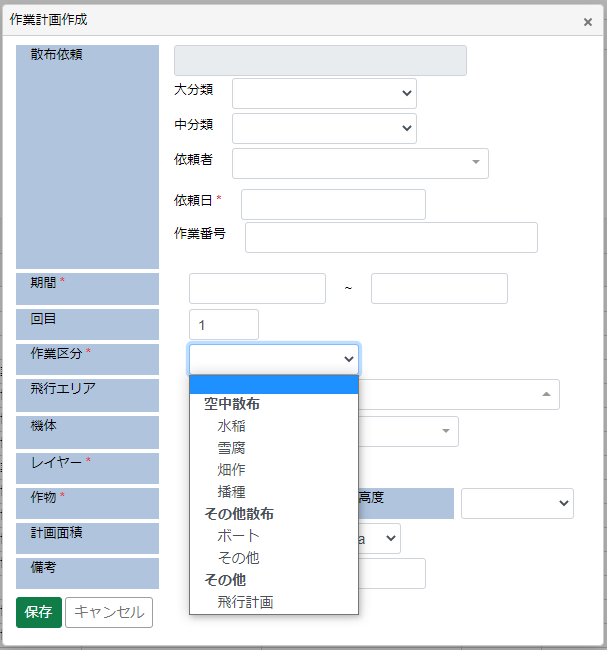 作業計画作成
×
散布依頼
大分類
中分類
依頼者
依頼日 *
作業番号
期間 *
~
回目
1
作業区分 *
空中散布
水稲
雪腐
畑作
播種
その他散布
ボート
その他
その他
飛行計画
飛行エリア
機体
レイヤー *
作物 *
高度
計画面積
a
備考
保存
キャンセル